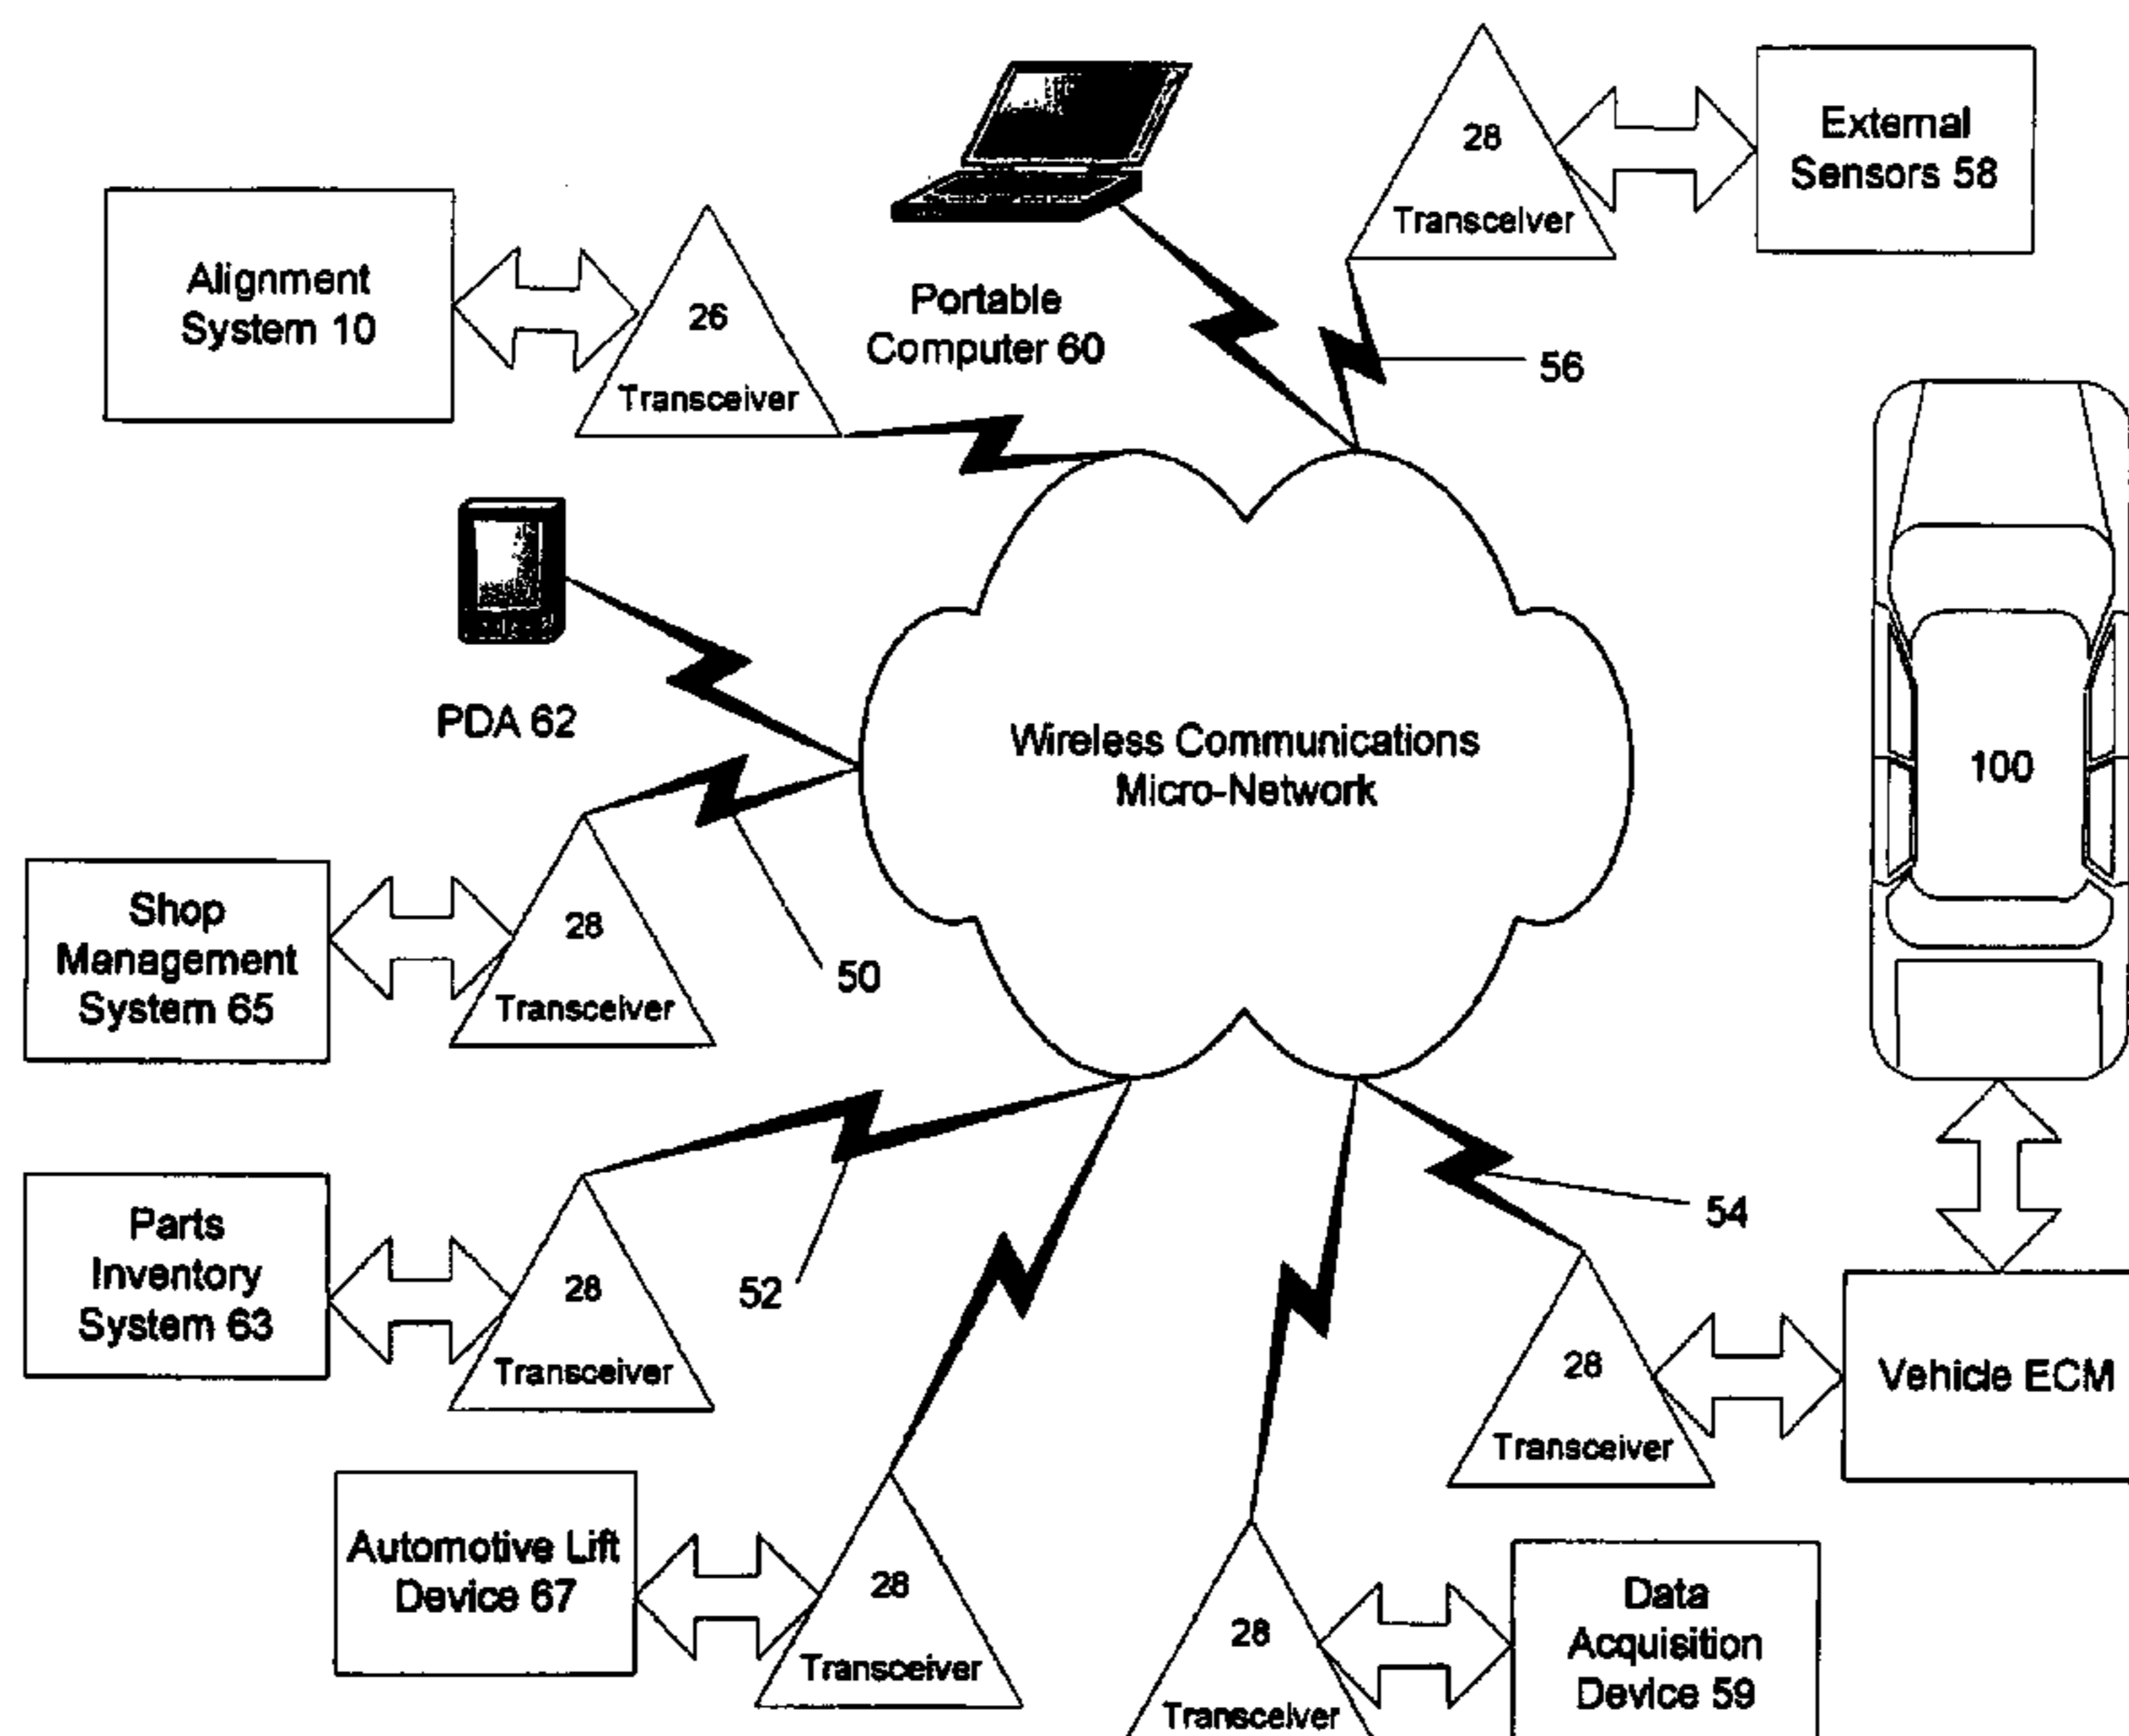 28
Transceiver
External
Sensors 58
Alignment
System 10
26
Transceiver
Portable
Computer 60
56
PDA 62
Wireless Communications
Micro-Network
100
Shop
Management
System 65
28
Transceiver
50
Parts
Inventory
System 63
28
Transceiver
52
54
28
Transceiver
Vehicle ECM
Automotive Lift
Device 67
28
Transceiver
28
Transceiver
Data
Acquisition
Device 59